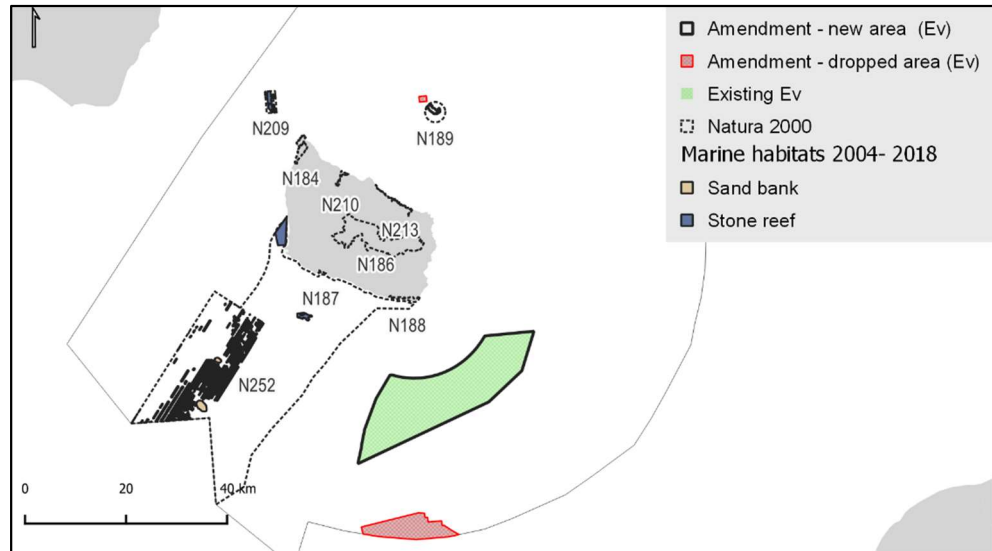 Amendment - new area (Ev)
Amendment - dropped area (Ev)
Existing Ev
Natura 2000
Marine habitats 2004- 2018
Sand bank
Stone reef
N209
N189
N184
N210
N213
N186
N187
N188
N252
0 20 40 km